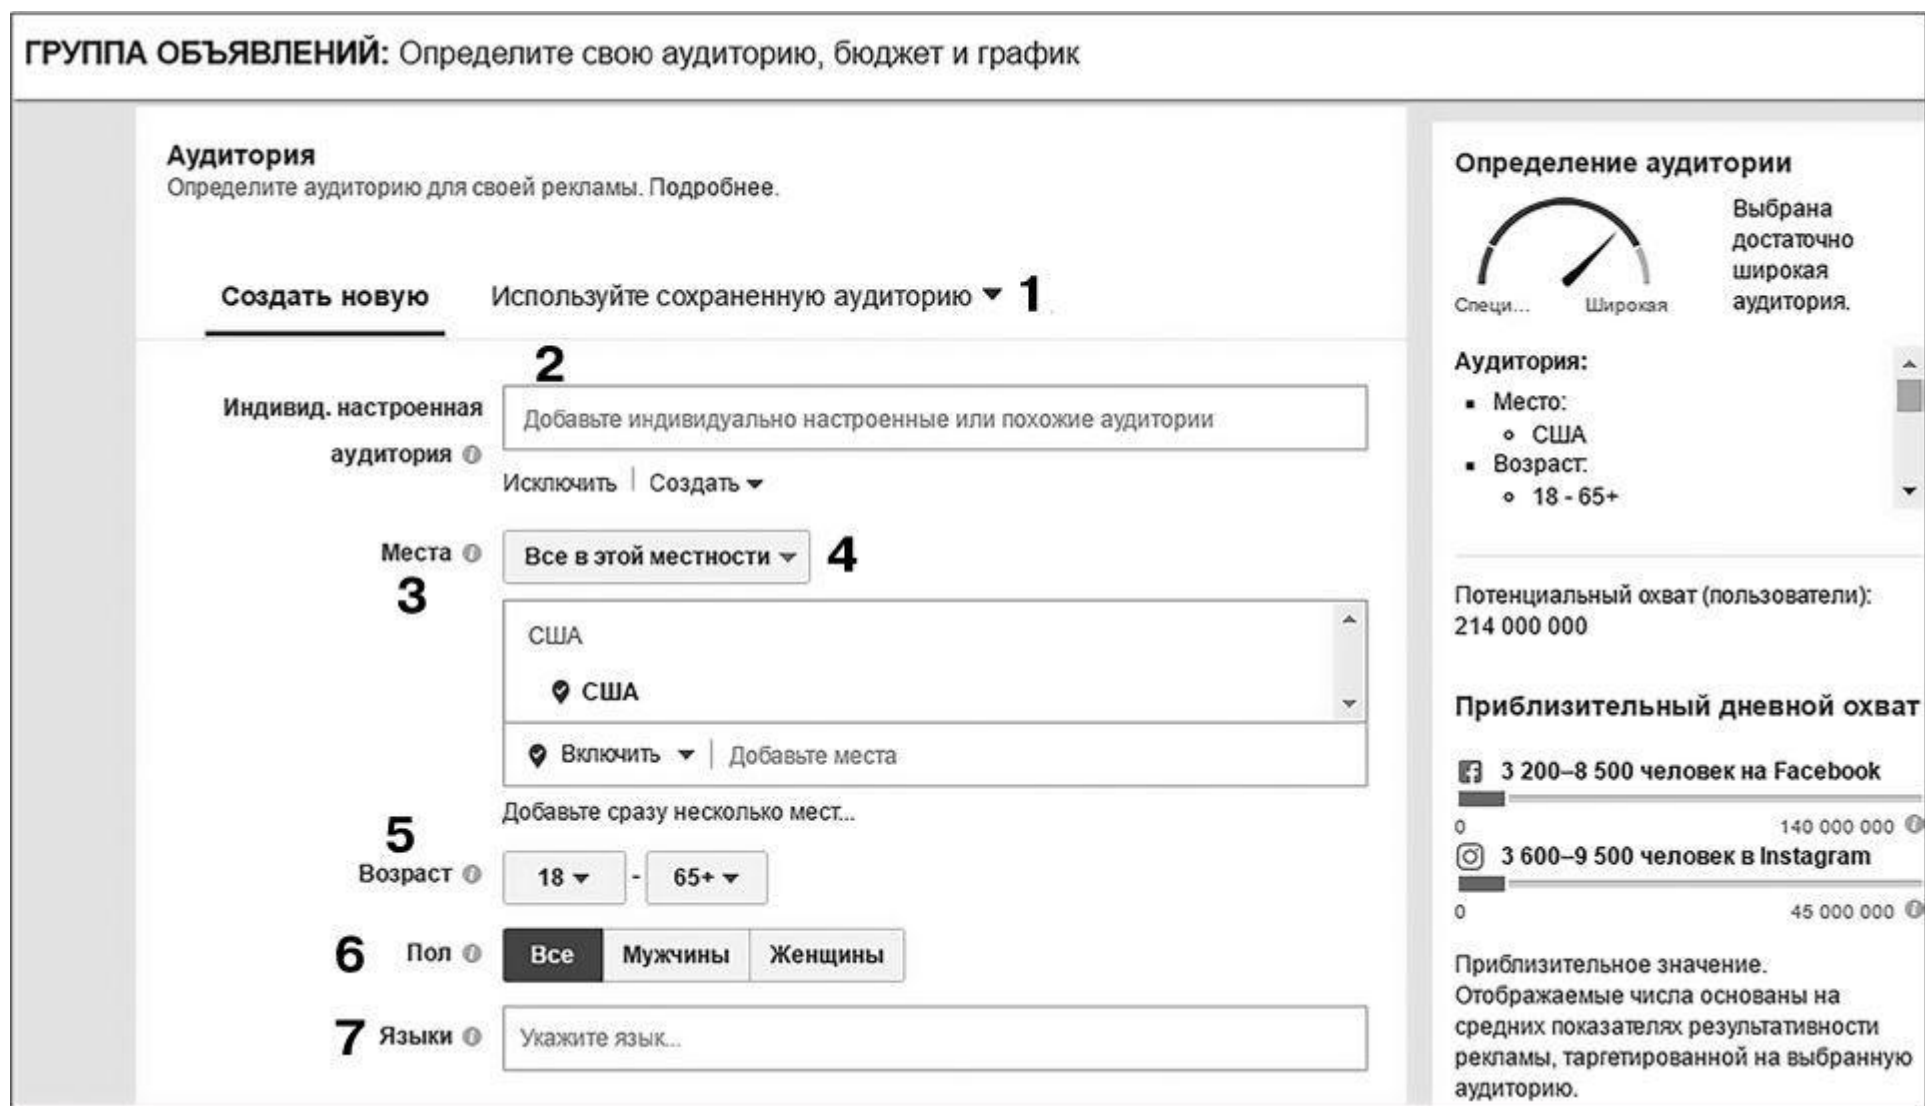 ГРУППА ОБЪЯВЛЕНИЙ: Определите свою аудиторию, бюджет и график
Аудитория
Определите аудиторию для своей рекламы. Подробнее.
Создать новую
Используйте сохраненную аудиторию
1
2
Индивид. настроенная
аудитория
Добавьте индивидуально настроенные или похожие аудитории
Исключить | Создать
Места
3
Все в этой местности
4
США
США
Включить | Добавьте места
Добавьте сразу несколько мест...
5
Возраст
18 - 65+
6
Пол
Все Мужчины Женщины
7
Языки
Укажите язык...
Определение аудитории
Специ... Широкая
Выбрана
достаточно
широкая
аудитория.
Аудитория:
Место:
США
Возраст:
18 - 65+
Потенциальный охват (пользователи):
214 000 000
Приблизительный дневной охват
3 200–8 500 человек на Facebook
0 140 000 000
3 600–9 500 человек в Instagram
0 45 000 000
Приблизительное значение.
Отображаемые числа основаны на
средних показателях результативности
рекламы, таргетированной на выбранную
аудиторию.